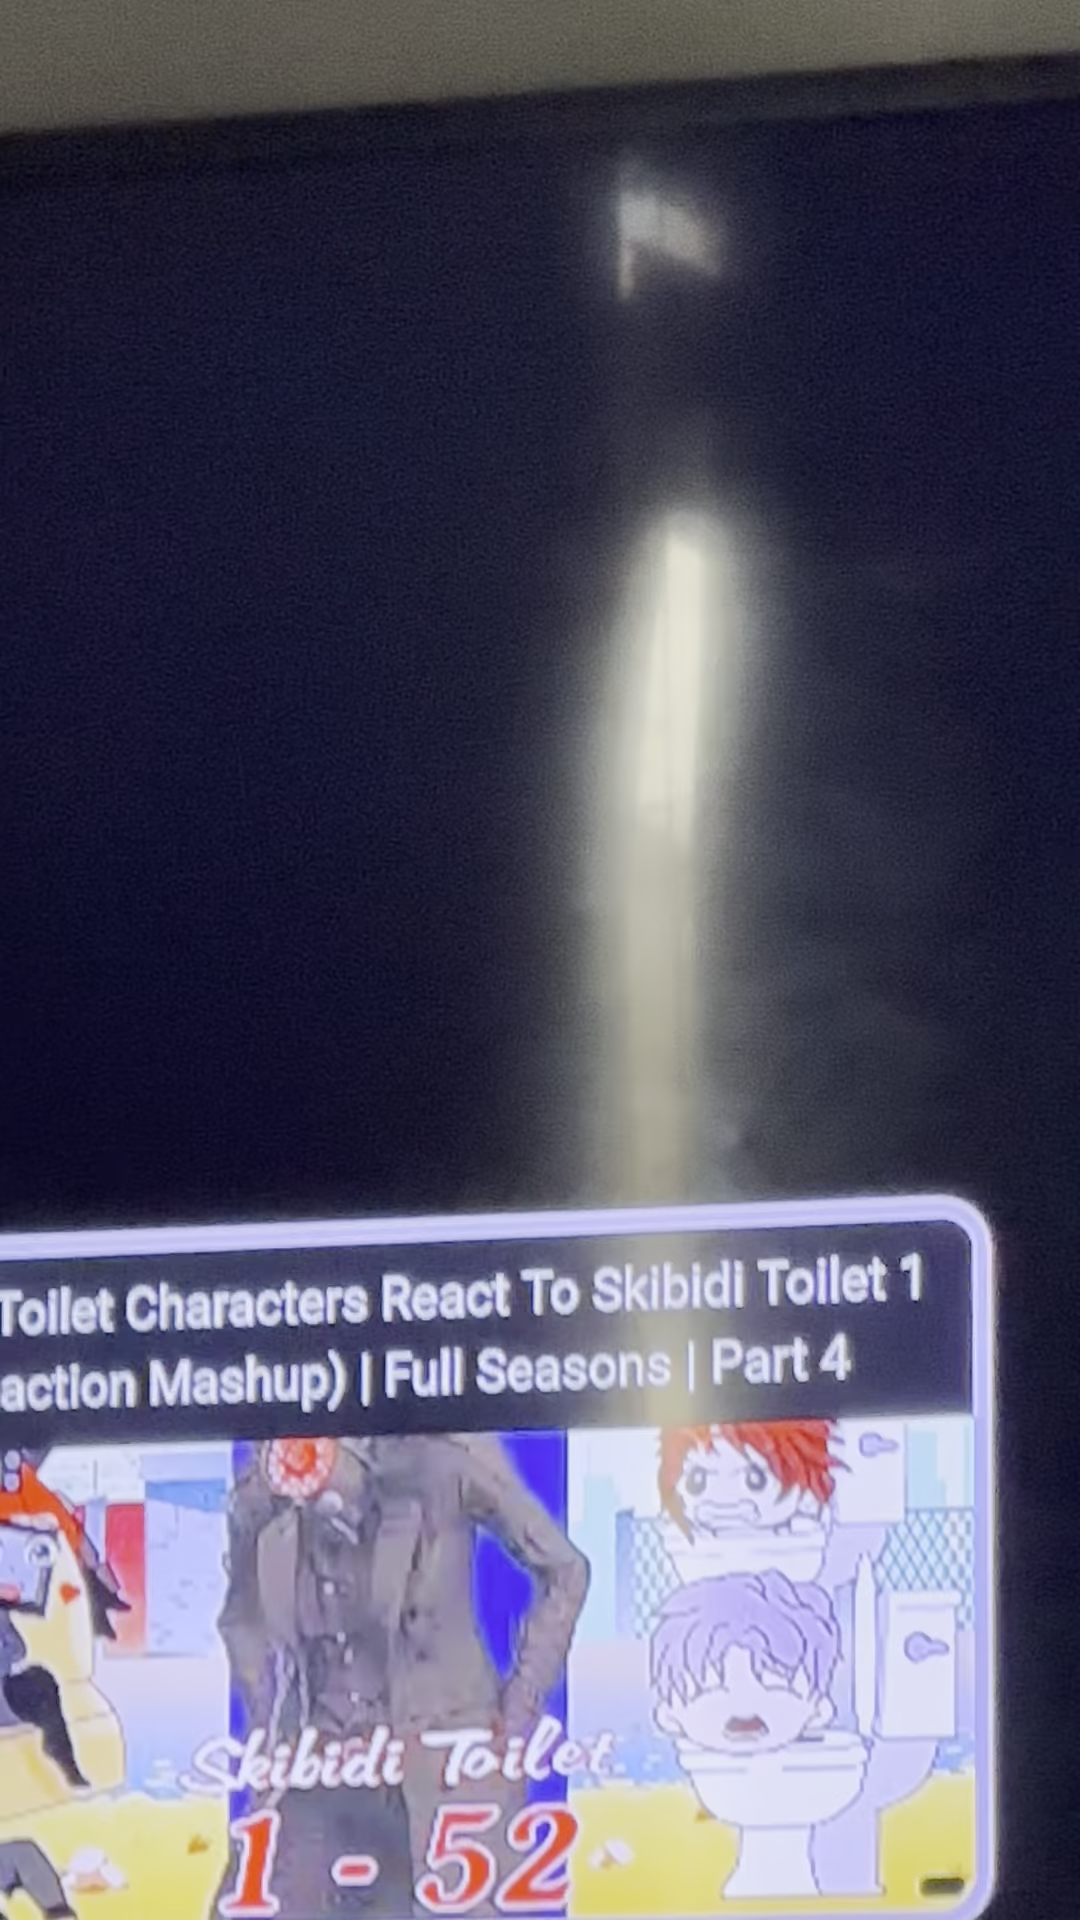 Toilet Characters React To Skibidi Toilet 1
action Mashup) | Full Seasons | Part 4
Skibidi Toilet
1 - 52